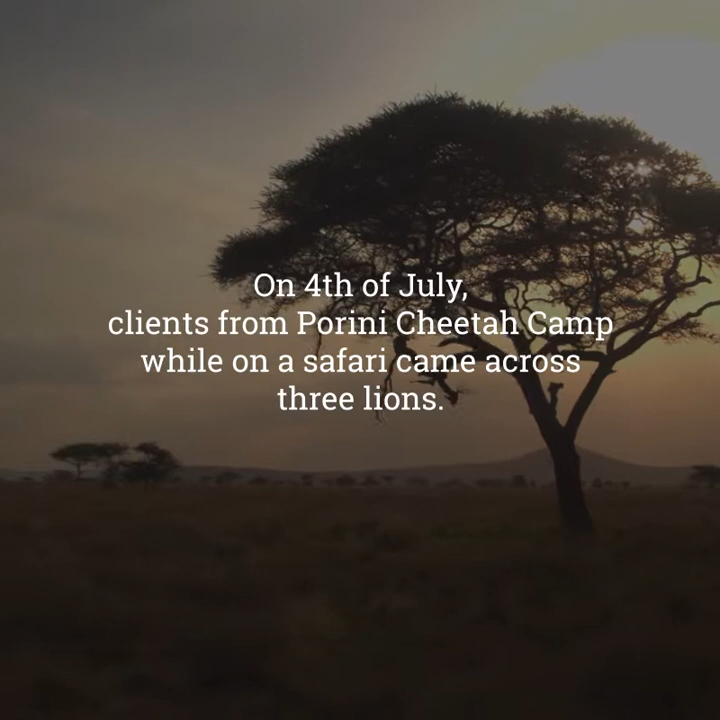 On 4th of July,
clients from Porini Cheetah Camp
while on a safari came across
three lions.